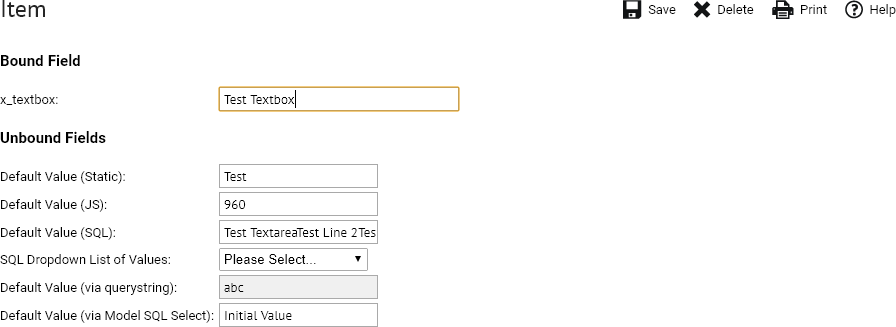 Item
Save Delete Print Help
Bound Field
x_textbox: Test Textbox
Unbound Fields
Default Value (Static): Test
Default Value (JS): 960
Default Value (SQL): Test TextareaTest Line 2Tes
SQL Dropdown List of Values: Please Select...
Default Value (via querystring): abc
Default Value (via Model SQL Select): Initial Value